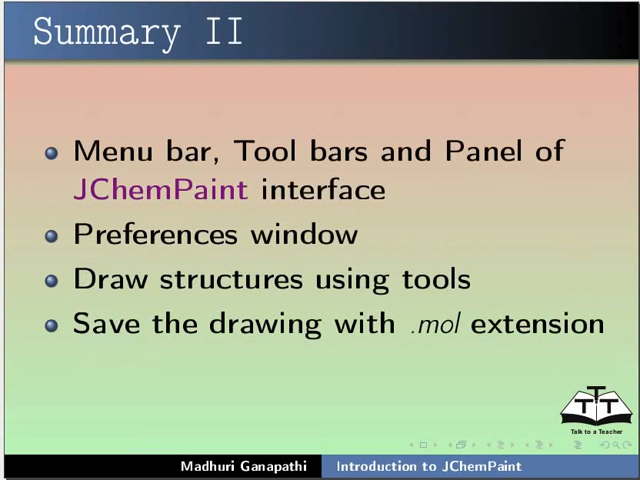 Summary II
Menu bar, Tool bars and Panel of
JChemPaint interface
Preferences window
Draw structures using tools
Save the drawing with .mol extension
TTT
Talk to a Teacher
Madhuri Ganapathi Introduction to JChemPaint